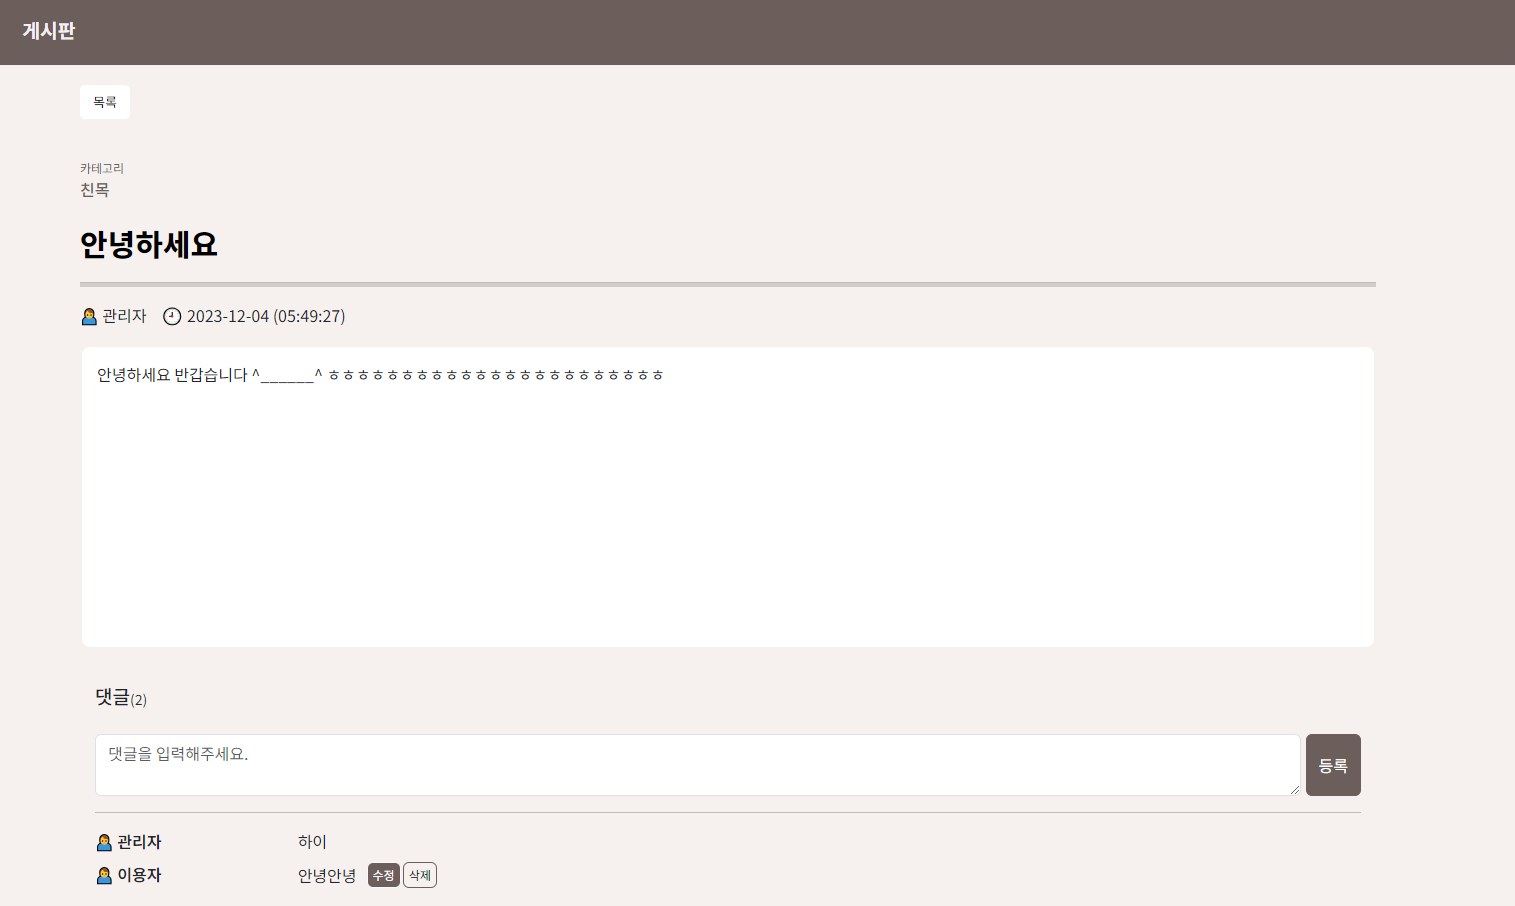 게시판
목록
카테고리
친목
안녕하세요
관리자 2023-12-04 (05:49:27)
안녕하세요 반갑습니다 ^______^ ㅎㅎㅎㅎㅎㅎㅎㅎㅎㅎㅎㅎㅎㅎㅎㅎㅎㅎㅎㅎㅎㅎㅎ
댓글(2)
댓글을 입력해주세요.
등록
관리자 하이
이용자 안녕안녕 수정 삭제